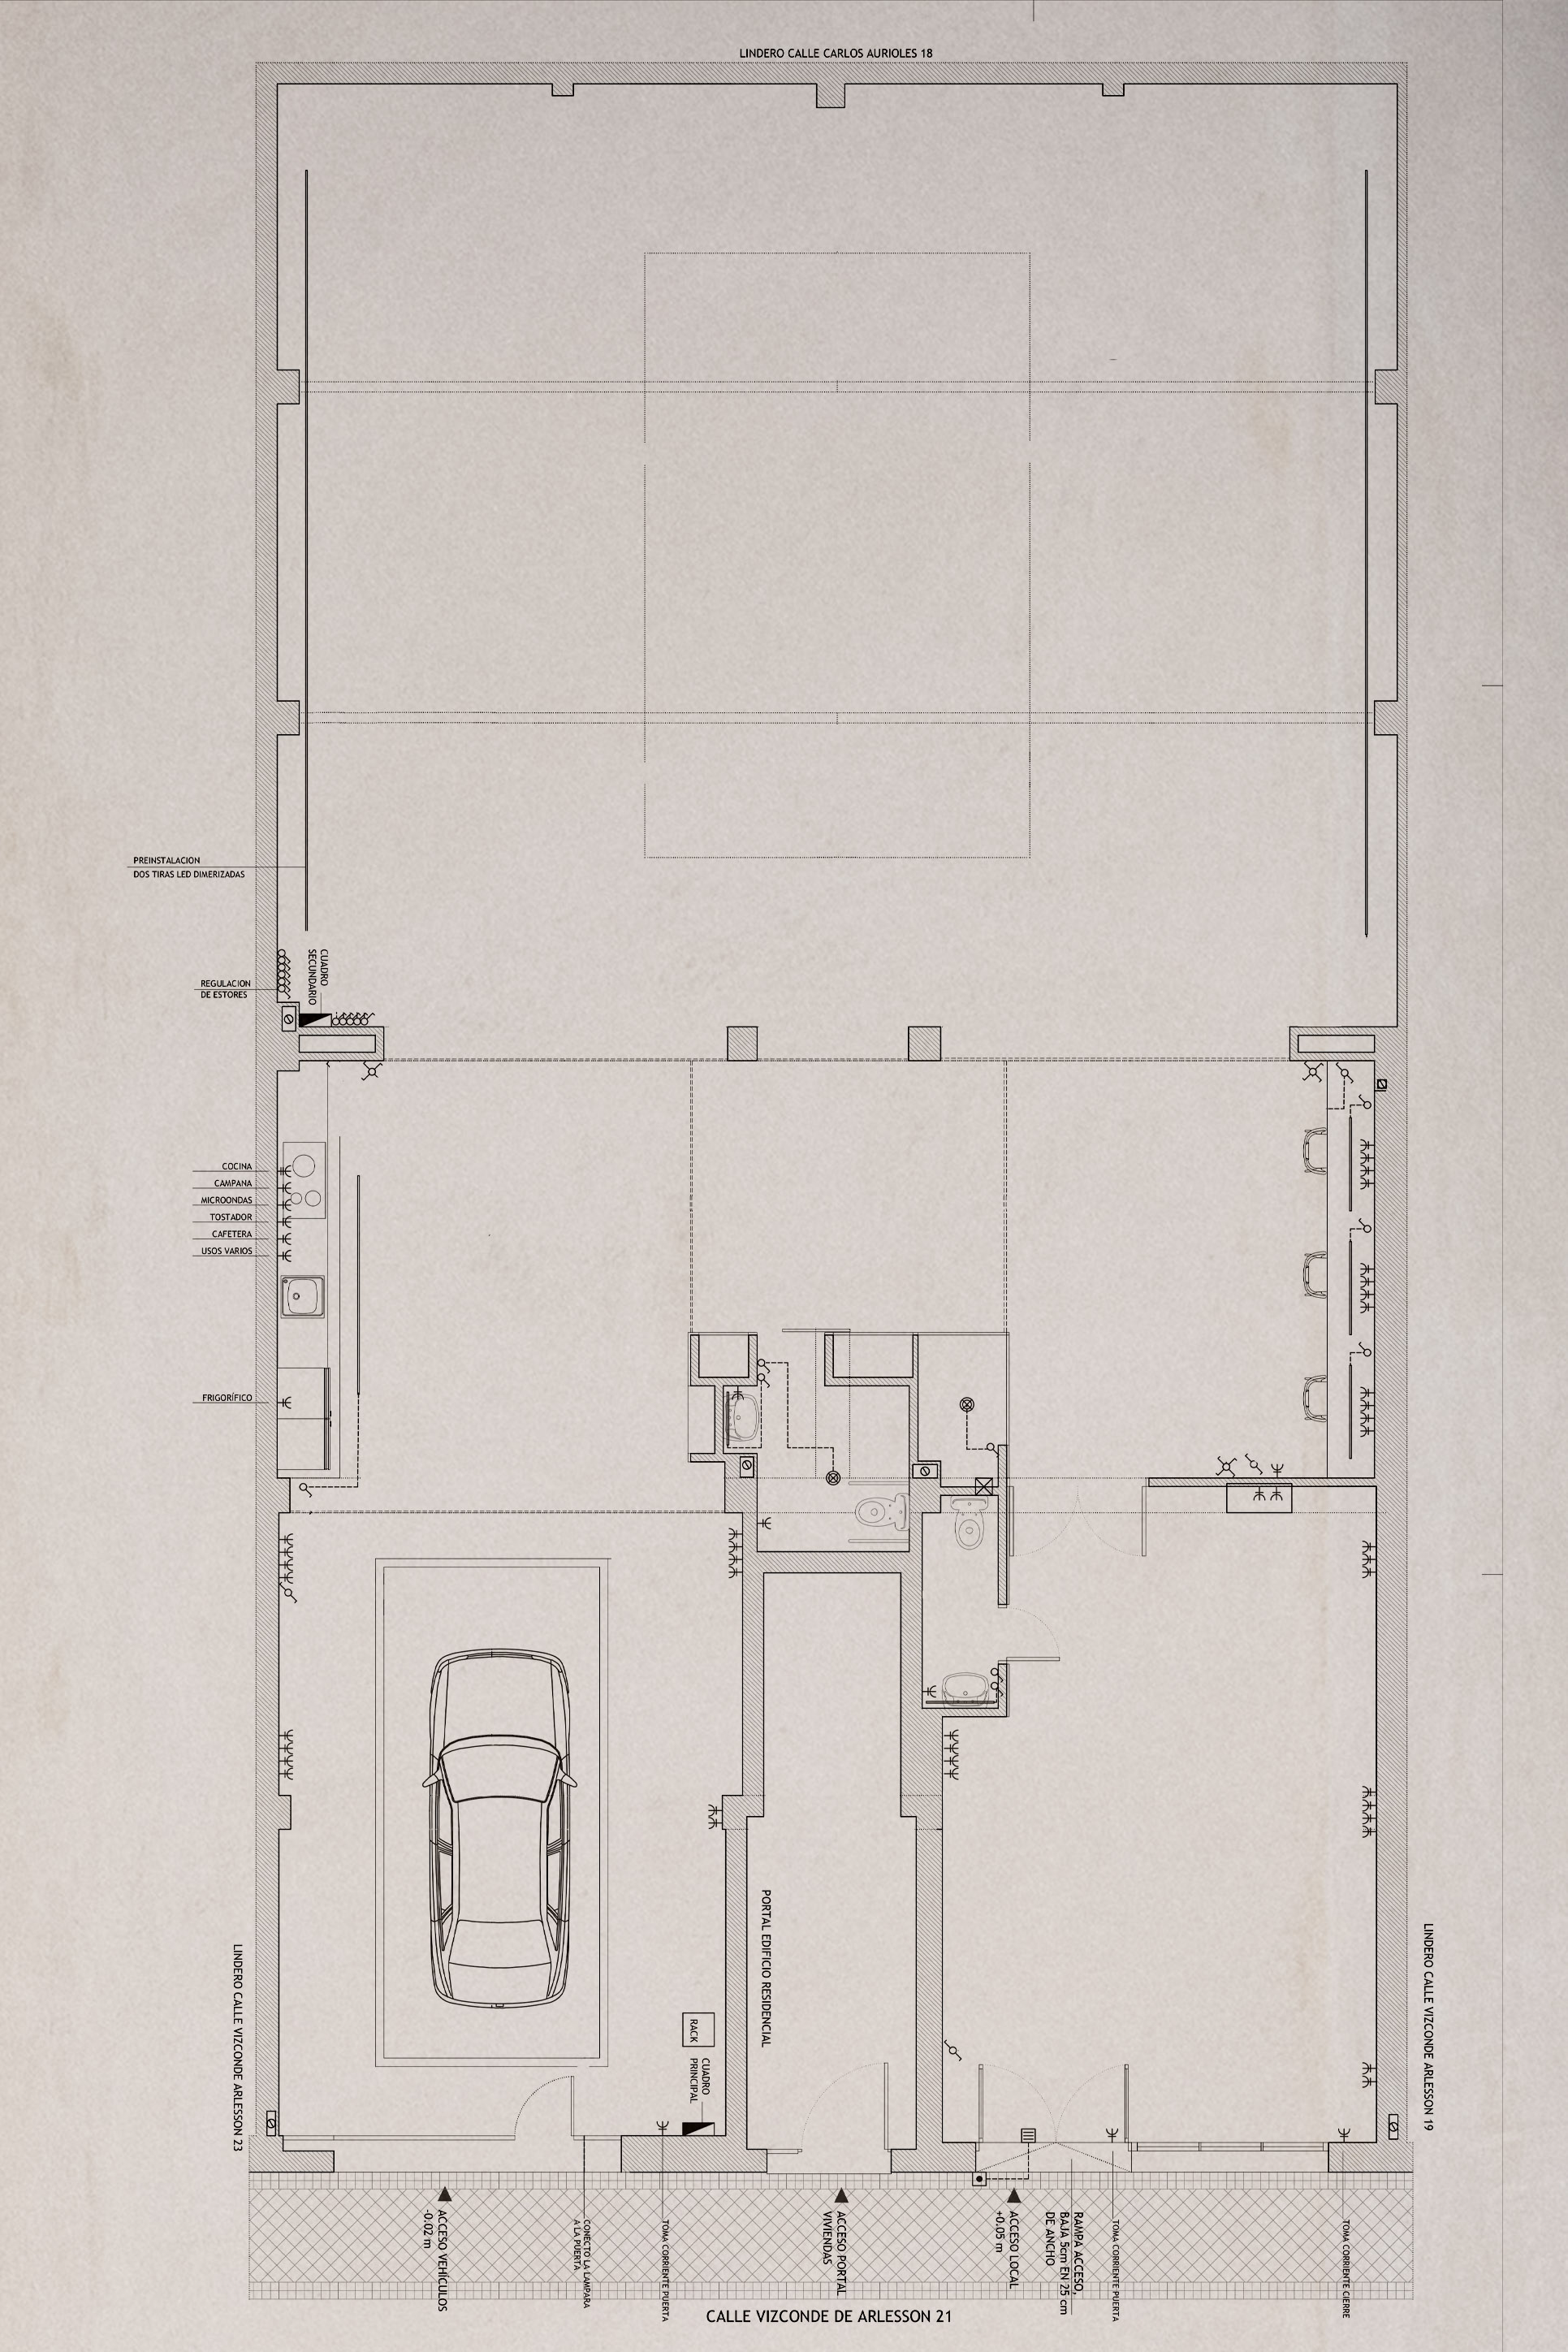 LINDERO CALLE CARLOS AURIOLES 18
PREINSTALACION
DOS TIRAS LED DIMERIZADAS
CUADRO
SECUNDARIO
REGULACION
DE ESTORES
COCINA
CAMPANA
MICROONDAS
TOSTADOR
CAFETERA
USOS VARIOS
FRIGORÍFICO
PORTAL EDIFICIO RESIDENCIAL
RACK
CUADRO
PRINCIPAL
LINDERO CALLE VIZCONDE ARLESSON 23
LINDERO CALLE VIZCONDE ARLESSON 19
ACCESO VEHÍCULOS
-0.02 m
CONECTO LA LAMPARA
A LA PUERTA
TOMA CORRIENTE PUERTA
ACCESO PORTAL
VIVIENDAS
ACCESO LOCAL
+0.05 m
RAMPA ACCESO,
BAJA 5cm EN 25 cm
DE ANCHO
TOMA CORRIENTE PUERTA
TOMA CORRIENTE CIERRE
CALLE VIZCONDE DE ARLESSON 21